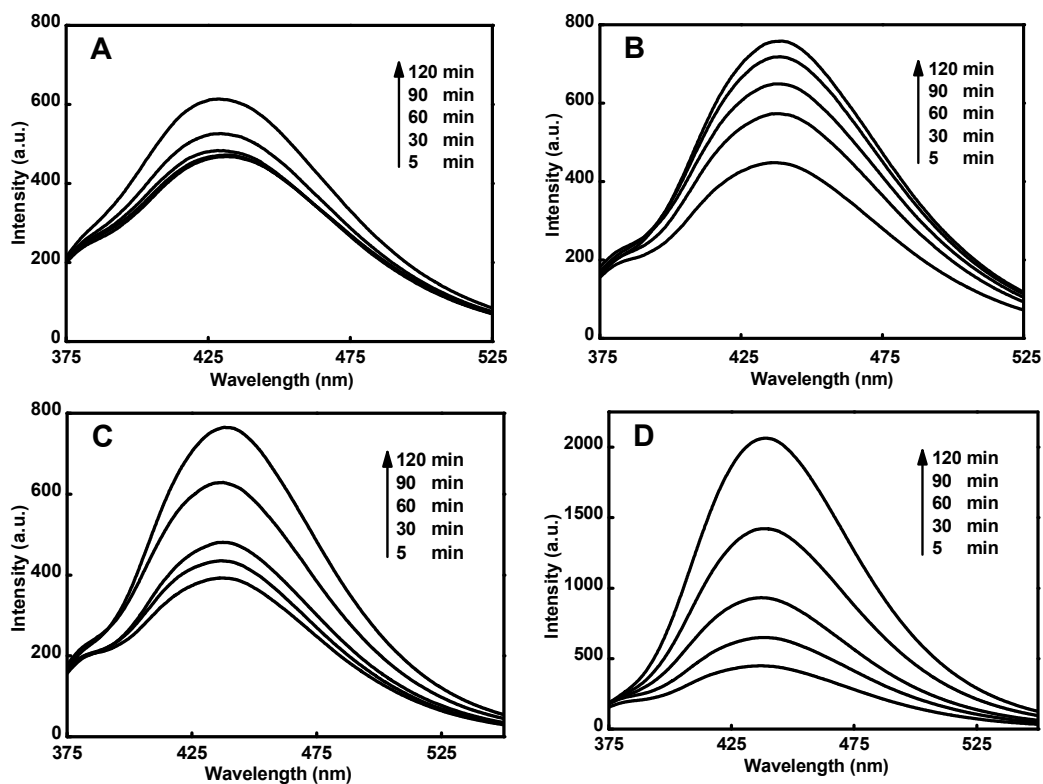 A
800
600
400
200
0
Intensity (a.u.)
120 min
90 min
60 min
30 min
5 min
375 425 475 525
Wavelength (nm)
B
800
600
400
200
0
Intensity (a.u.)
120 min
90 min
60 min
30 min
5 min
375 425 475 525
Wavelength (nm)
C
800
600
400
200
0
Intensity (a.u.)
120 min
90 min
60 min
30 min
5 min
375 425 475 525
Wavelength (nm)
D
2000
1500
1000
500
0
Intensity (a.u.)
120 min
90 min
60 min
30 min
5 min
375 425 475 525
Wavelength (nm)